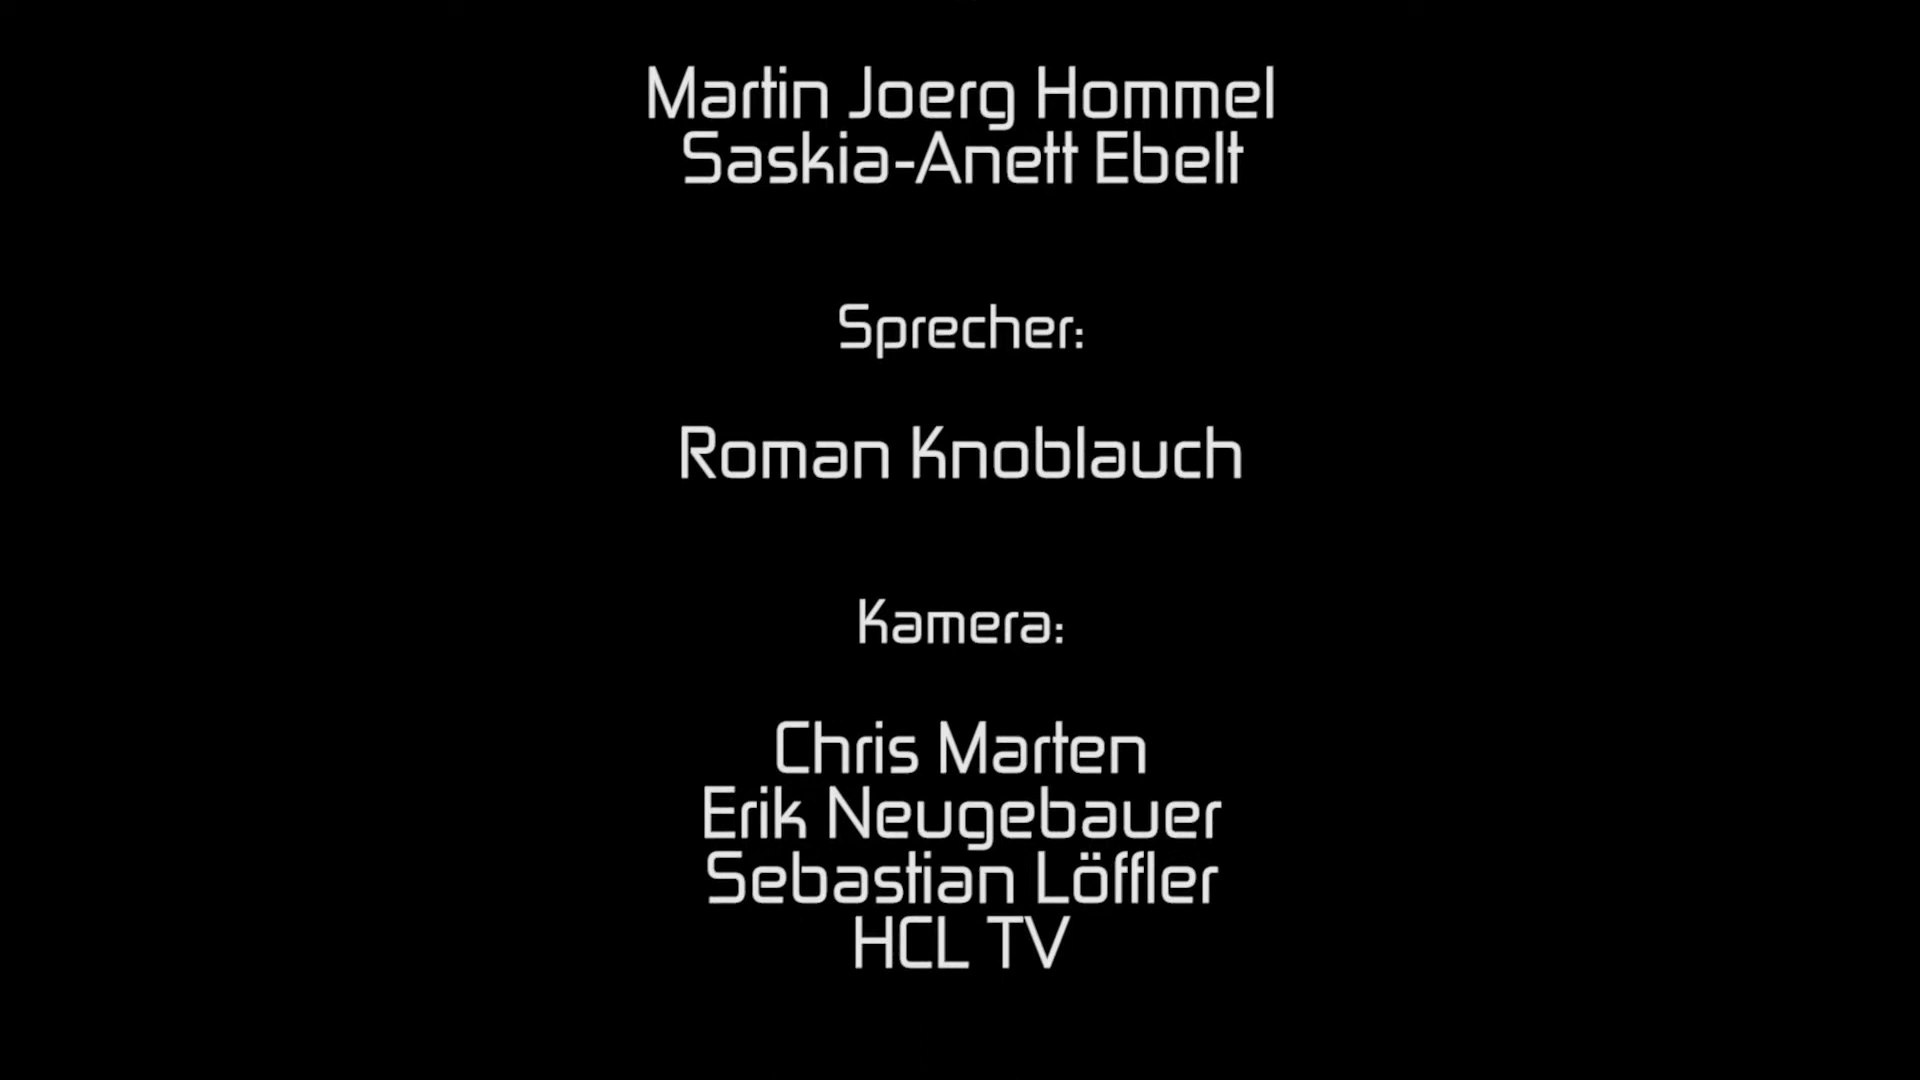 Martin Joerg Hommel
Saskia-Anett Ebelt
Sprecher:
Roman Knoblauch
Kamera:
Chris Marten
Erik Neugebauer
Sebastian Löffler
HCL TV